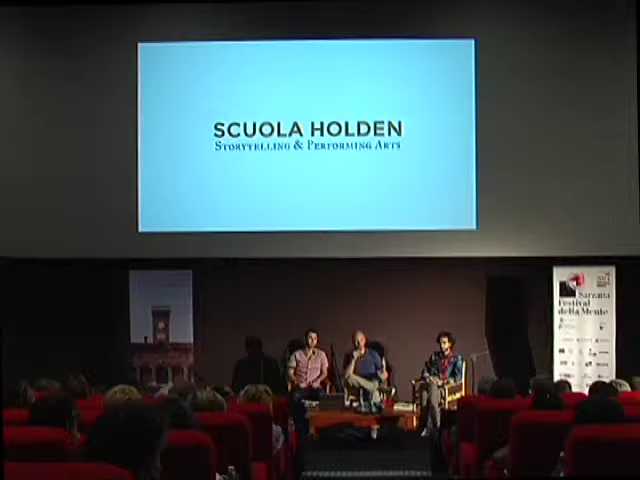 SCUOLA HOLDEN
STORYTELLING & PERFORMING ARTS
Sarzana
Festival
della Mente